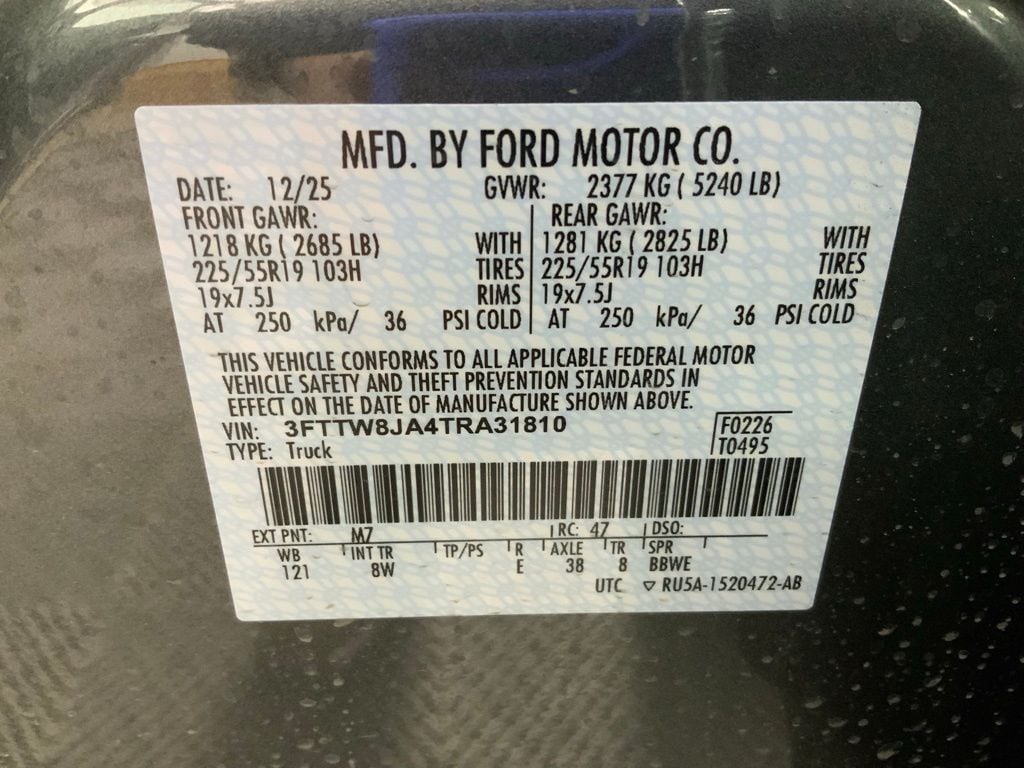 MFD. BY FORD MOTOR CO.
DATE: 12/25 GVWR: 2377 KG ( 5240 LB)
FRONT GAWR: REAR GAWR:
1218 KG ( 2685 LB) WITH 1281 KG ( 2825 LB) WITH
225/55R19 103H TIRES 225/55R19 103H TIRES
19x7.5J RIMS 19x7.5J RIMS
AT 250 kPa/ 36 PSI COLD AT 250 kPa/ 36 PSI COLD
THIS VEHICLE CONFORMS TO ALL APPLICABLE FEDERAL MOTOR
VEHICLE SAFETY AND THEFT PREVENTION STANDARDS IN
EFFECT ON THE DATE OF MANUFACTURE SHOWN ABOVE.
VIN: 3FTTW8JA4TRA31810 F0226
TYPE: Truck T0495
EXT PNT: M7 RC: 47 DSO:
WB INT TR TP/PS R AXLE TR SPR
121 8W E 38 8 BBWE
UTC ▽ RU5A-1520472-AB